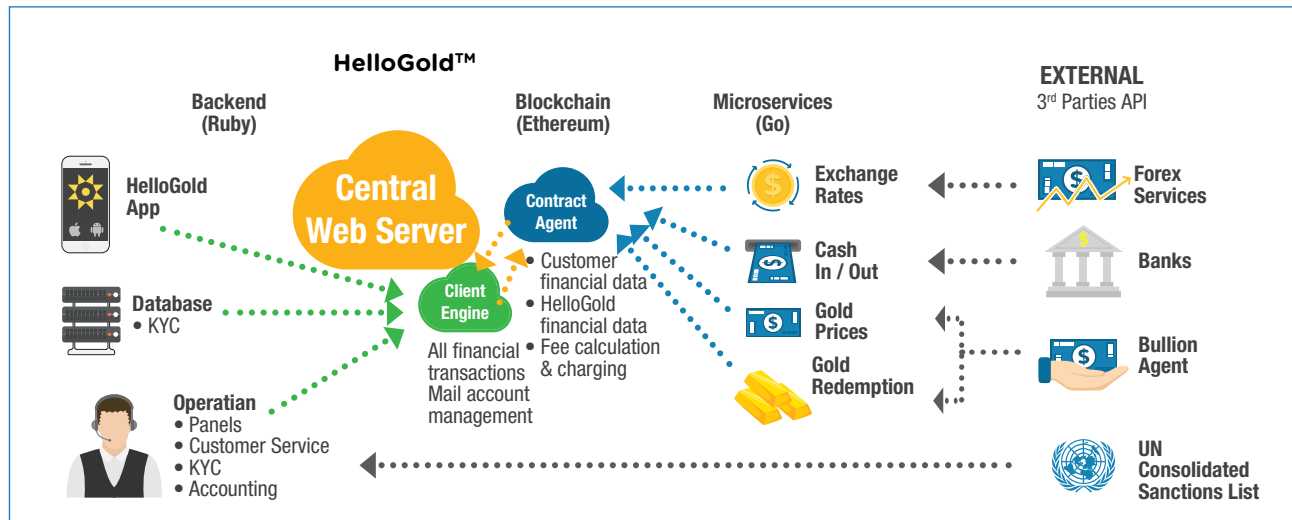 HelloGold™
EXTERNAL
3rd Parties API
Backend
(Ruby)
Blockchain
(Ethereum)
Microservices
(Go)
HelloGold
App
Central
Web Server
Contract
Agent
Exchange
Rates
Forex
Services
Cash
In / Out
Banks
Database
• KYC
Client
Engine
• Customer
financial data
• HelloGold
financial data
• Fee calculation
& charging
All financial
transactions
Mail account
management
Gold
Prices
Gold
Redemption
Bullion
Agent
Operatian
• Panels
• Customer Service
• KYC
• Accounting
UN
Consolidated
Sanctions List